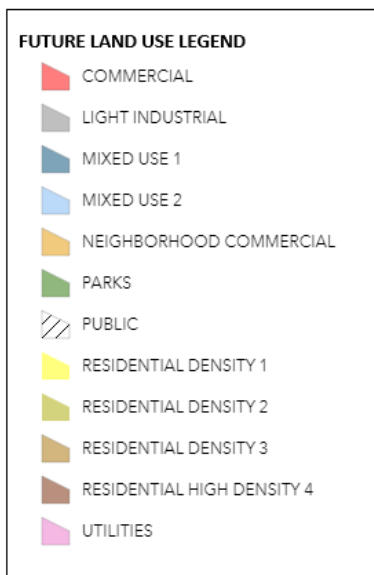 FUTURE LAND USE LEGEND
COMMERCIAL
LIGHT INDUSTRIAL
MIXED USE 1
MIXED USE 2
NEIGHBORHOOD COMMERCIAL
PARKS
PUBLIC
RESIDENTIAL DENSITY 1
RESIDENTIAL DENSITY 2
RESIDENTIAL DENSITY 3
RESIDENTIAL HIGH DENSITY 4
UTILITIES